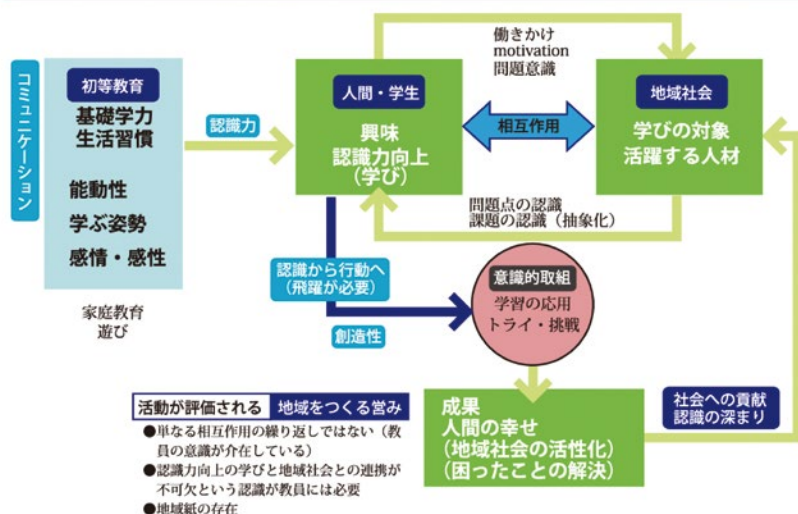 コミュニケーション
初等教育
基礎学力
生活習慣
能動性
学ぶ姿勢
感情・感性
家庭教育
遊び
認識力
人間・学生
興味
認識力向上
(学び)
働きかけ
motivation
問題意識
相互作用
地域社会
学びの対象
活躍する人材
問題点の認識
課題の認識(抽象化)
認識から行動へ
(飛躍が必要)
創造性
意識的取組
学習の応用
トライ・挑戦
成果
人間の幸せ
(地域社会の活性化)
(困ったことの解決)
社会への貢献
認識の深まり
活動が評価される 地域をつくる営み
●単なる相互作用の繰り返しではない(教
員の意識が介在している)
●認識力向上の学びと地域社会との連携が
不可欠という認識が教員には必要
●地域紙の存在